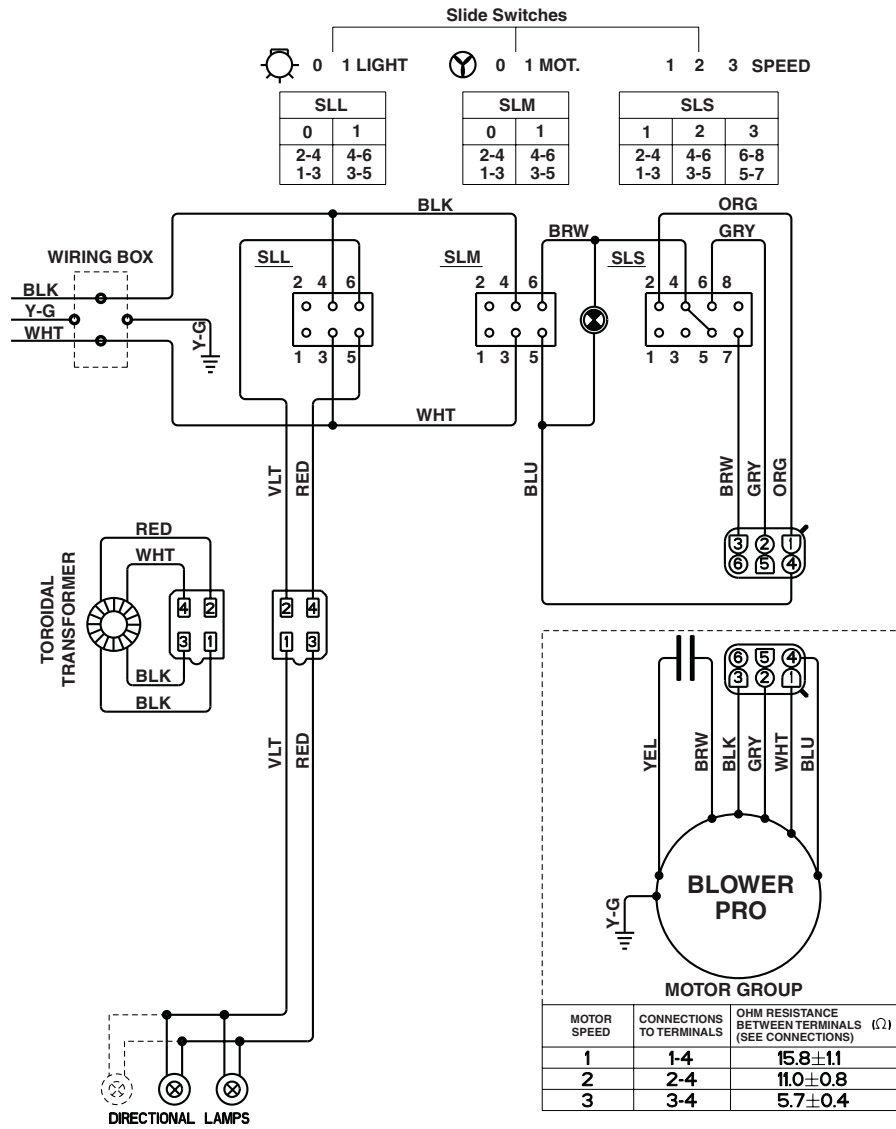 Slide Switches
0 1 LIGHT
0 1 MOT.
1 2 3 SPEED
SLL
0 1
2-4 4-6
1-3 3-5
SLM
0 1
2-4 4-6
1-3 3-5
SLS
1 2 3
2-4 4-6 6-8
1-3 3-5 5-7
BLK
ORG
BRW
GRY
WIRING BOX
SLL
SLM
SLS
2 4 6
2 4 6
2 4 6 8
BLK
Y-G
WHT
Y-G
1 3 5
1 3 5
1 3 5 7
WHT
VLT
RED
BLU
BRW
GRY
ORG
3 2 1
6 5 4
RED
WHT
TOROIDAL
TRANSFORMER
4 2
3 1
BLK
BLK
2 4
1 3
VLT
RED
6 5 4
3 2 1
YEL
BRW
BLK
GRY
WHT
BLU
BLOWER
PRO
Y-G
MOTOR GROUP
MOTOR
SPEED
CONNECTIONS
TO TERMINALS
OHM RESISTANCE
BETWEEN TERMINALS (Ω)
(SEE CONNECTIONS)
1 1-4 15.8±1.1
2 2-4 11.0±0.8
3 3-4 5.7±0.4
DIRECTIONAL LAMPS